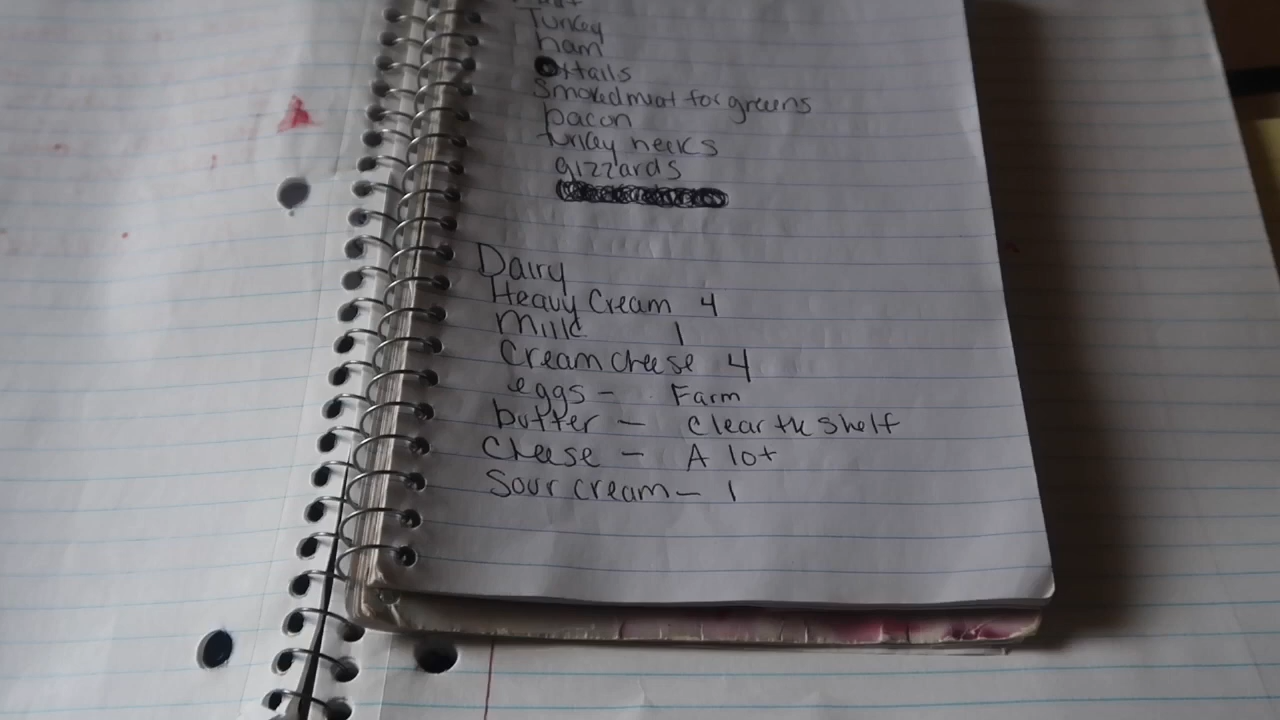 Turkey
ham
Oxtails
Smoked meat for greens
bacon
turkey necks
gizzards
Dairy
Heavy Cream 4
Milk 1
Cream cheese 4
eggs - Farm
butter - clear the shelf
Cheese - A lot
Sour cream - 1